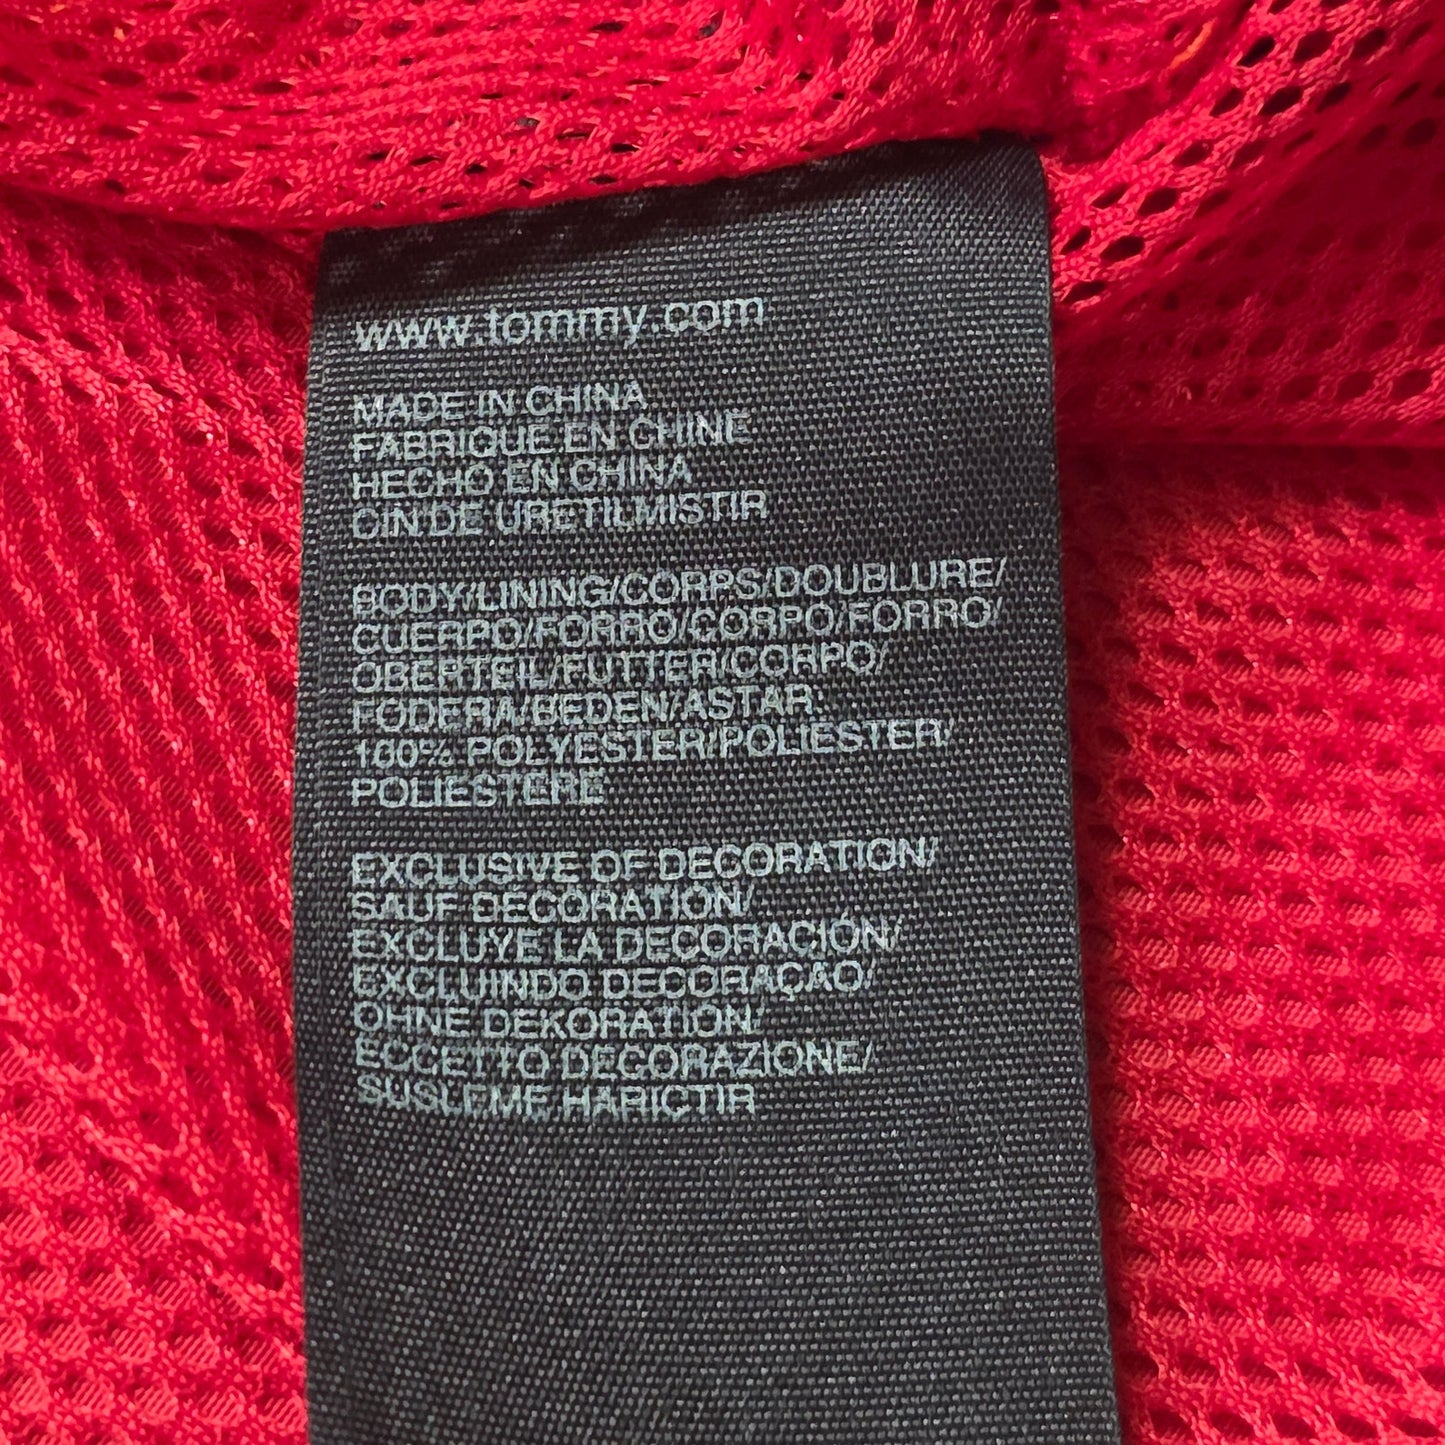 www.tommy.com
MADE IN CHINA
FABRIQUE EN CHINE
HECHO EN CHINA
CIN DE URETILMISTIR
BODY/LINING/CORPS/DOUBLURE/
CUERPO/FORRO/CORPO/FORRO/
OBERTEIL/FUTTER/CORPO/
FODERA/BEDEN/ASTAR
100% POLYESTER/POLIESTER/
POLIESTERE
EXCLUSIVE OF DECORATION/
SAUF DECORATION/
EXCLUYE LA DECORACIÓN/
EXCLUINDO DECORAÇAO/
OHNE DEKORATION/
ECCETTO DECORAZIONE/
SUSLEME HARICTIR